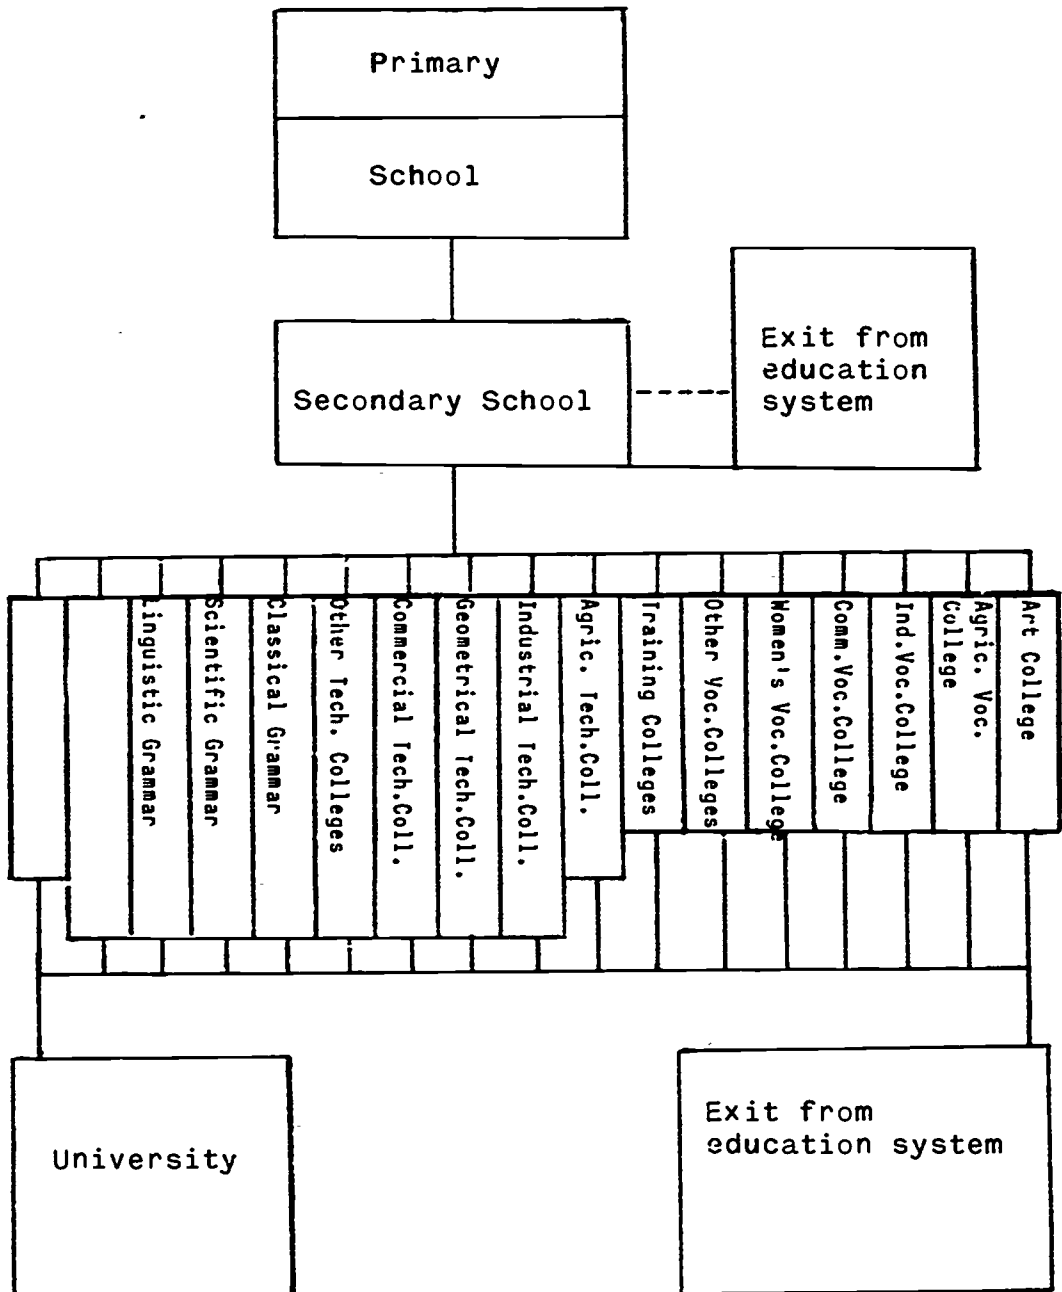 Primary
School
Exit from
education
system
Secondary School
Linguistic Grammar
Scientific Grammar
Classical Grammar
Other Tech. Colleges
Commercial Tech.Coll.
Geometrical Tech.Coll.
Industrial Tech.Coll.
Agric. Tech.Coll.
Training Colleges
Other Voc.Colleges
Women's Voc.College
Comm.Voc.College
Ind.Voc.College
Agric. Voc.
College
Art College
University
Exit from
education system